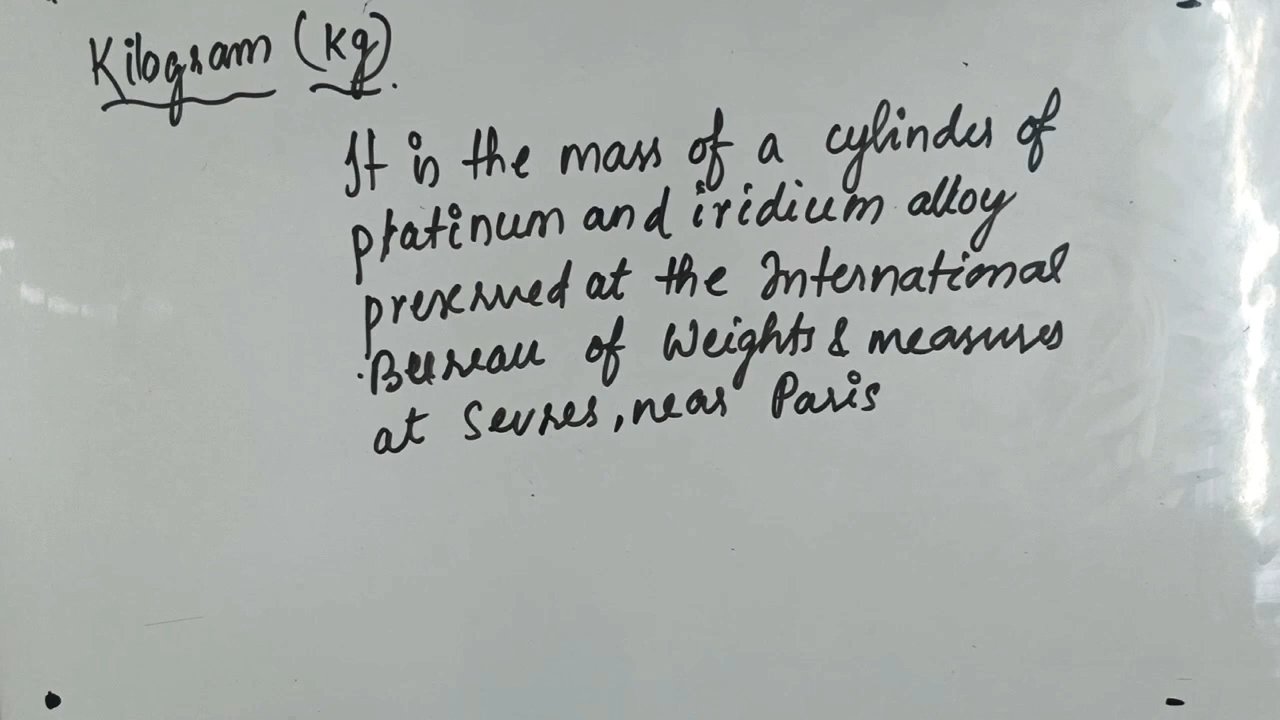 Kilogram (kg).
It is the mass of a cylinder of
platinum and iridium alloy
preserved at the International
Bureau of Weights & measures
at Sevres, near Paris